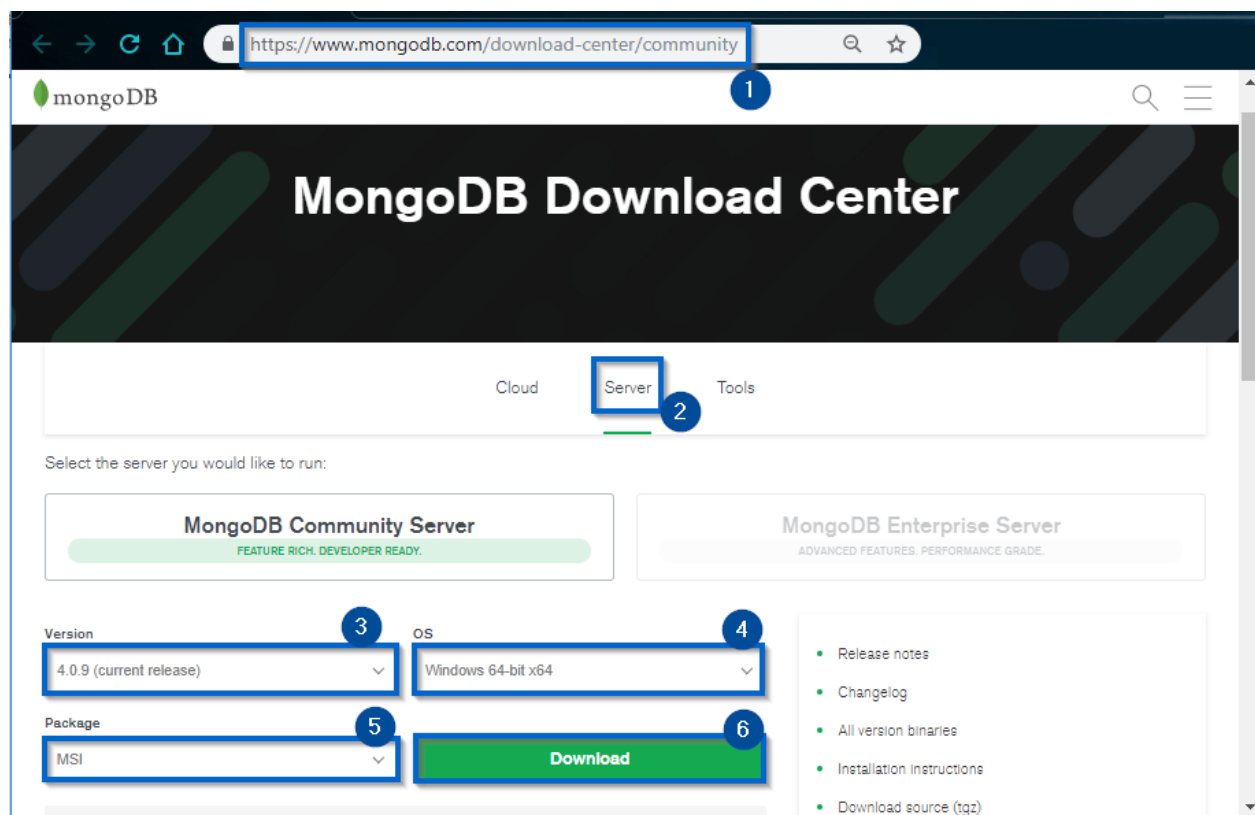 https://www.mongodb.com/download-center/community
1
mongoDB
MongoDB Download Center
Cloud
Server
Tools
2
Select the server you would like to run:
MongoDB Community Server
FEATURE RICH. DEVELOPER READY.
MongoDB Enterprise Server
ADVANCED FEATURES. PERFORMANCE GRADE.
Version
3
4.0.9 (current release)
OS
4
Windows 64-bit x64
Package
5
MSI
6
Download
Release notes
Changelog
All version binaries
Installation instructions
Download source (tgz)